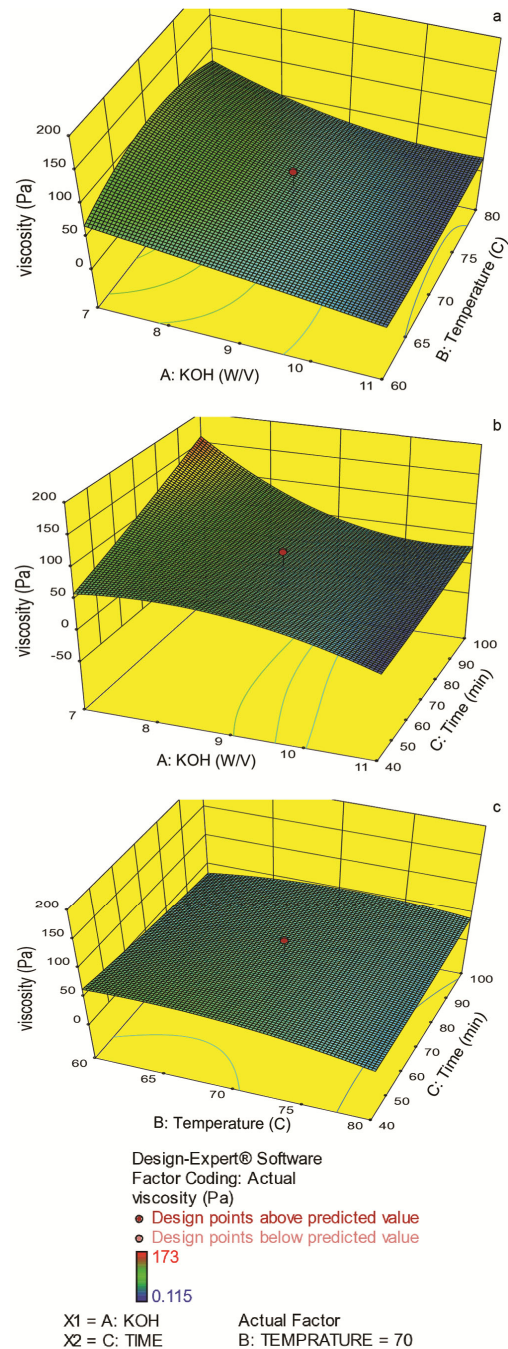 a
200
150
100
50
0
viscosity (Pa)
7
8
9
10
11
A: KOH (W/V)
60
65
70
75
80
B: Temperature (C)
b
200
150
100
50
0
-50
viscosity (Pa)
7
8
9
10
11
A: KOH (W/V)
40
50
60
70
80
90
100
C: Time (min)
c
200
150
100
50
0
viscosity (Pa)
60
65
70
75
80
B: Temperature (C)
40
50
60
70
80
90
100
C: Time (min)
Design-Expert® Software
Factor Coding: Actual
viscosity (Pa)
Design points above predicted value
Design points below predicted value
173
0.115
X1 = A: KOH
X2 = C: TIME
Actual Factor
B: TEMPRATURE = 70